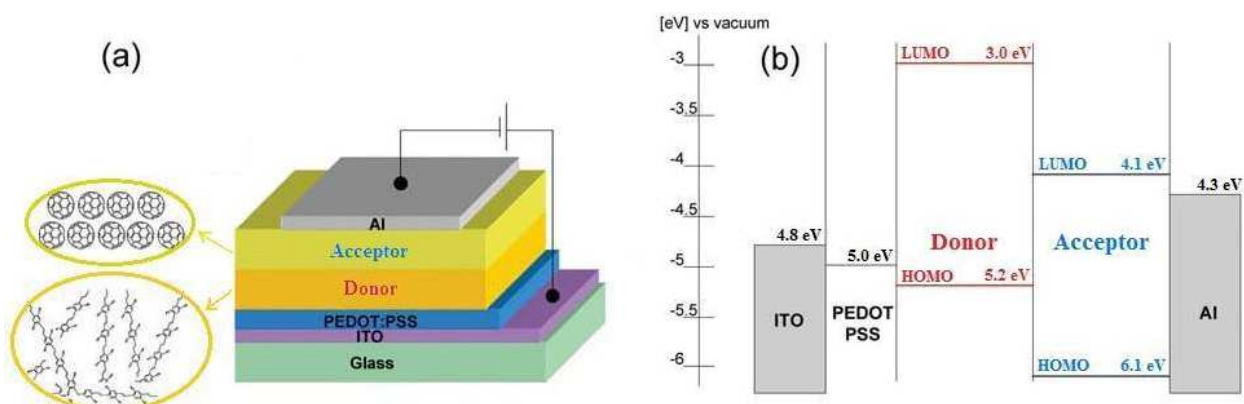 (a)
Al
Acceptor
Donor
PEDOT:PSS
ITO
Glass
[eV] vs vacuum
(b)
-3
-3.5
-4
-4.5
-5
-5.5
-6
4.8 eV
ITO
5.0 eV
PEDOT
PSS
LUMO 3.0 eV
Donor
HOMO 5.2 eV
LUMO 4.1 eV
Acceptor
HOMO 6.1 eV
4.3 eV
Al